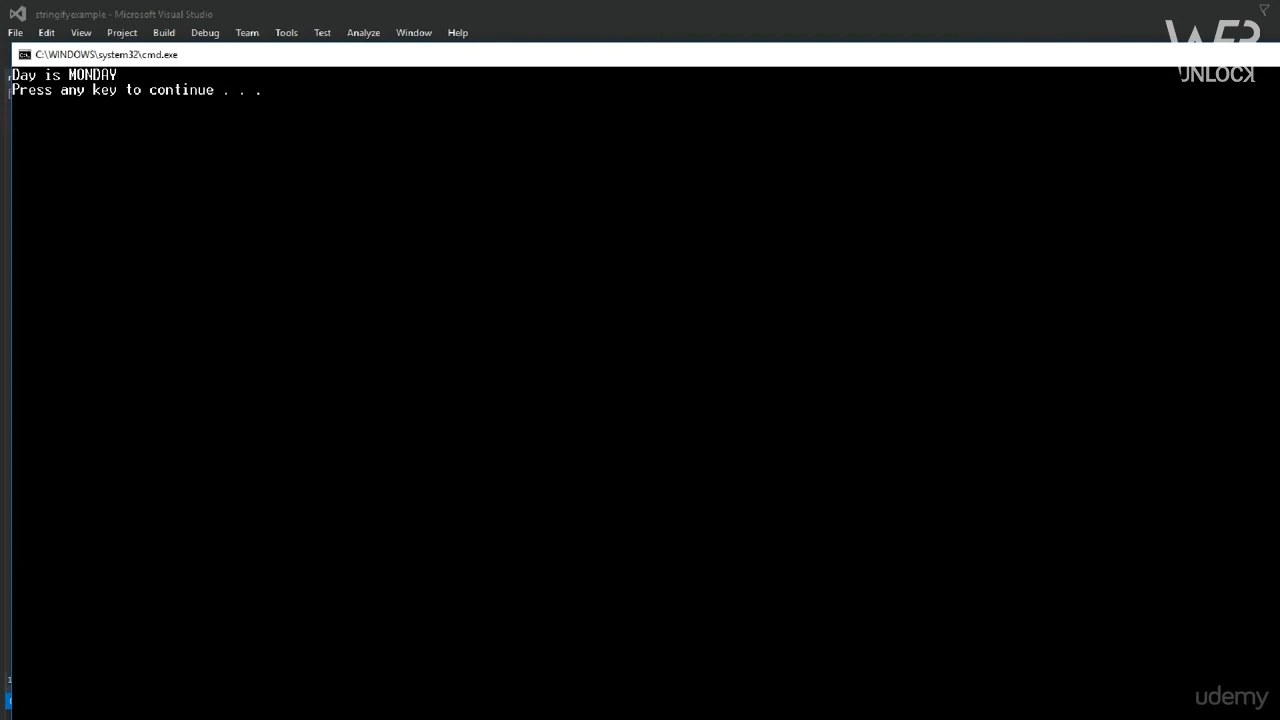 stringifyexample - Microsoft Visual Studio
File Edit View Project Build Debug Team Tools Test Analyze Window Help
WEB
UNLOCK
C:\WINDOWS\system32\cmd.exe
Day is MONDAY
Press any key to continue . . .
udemy